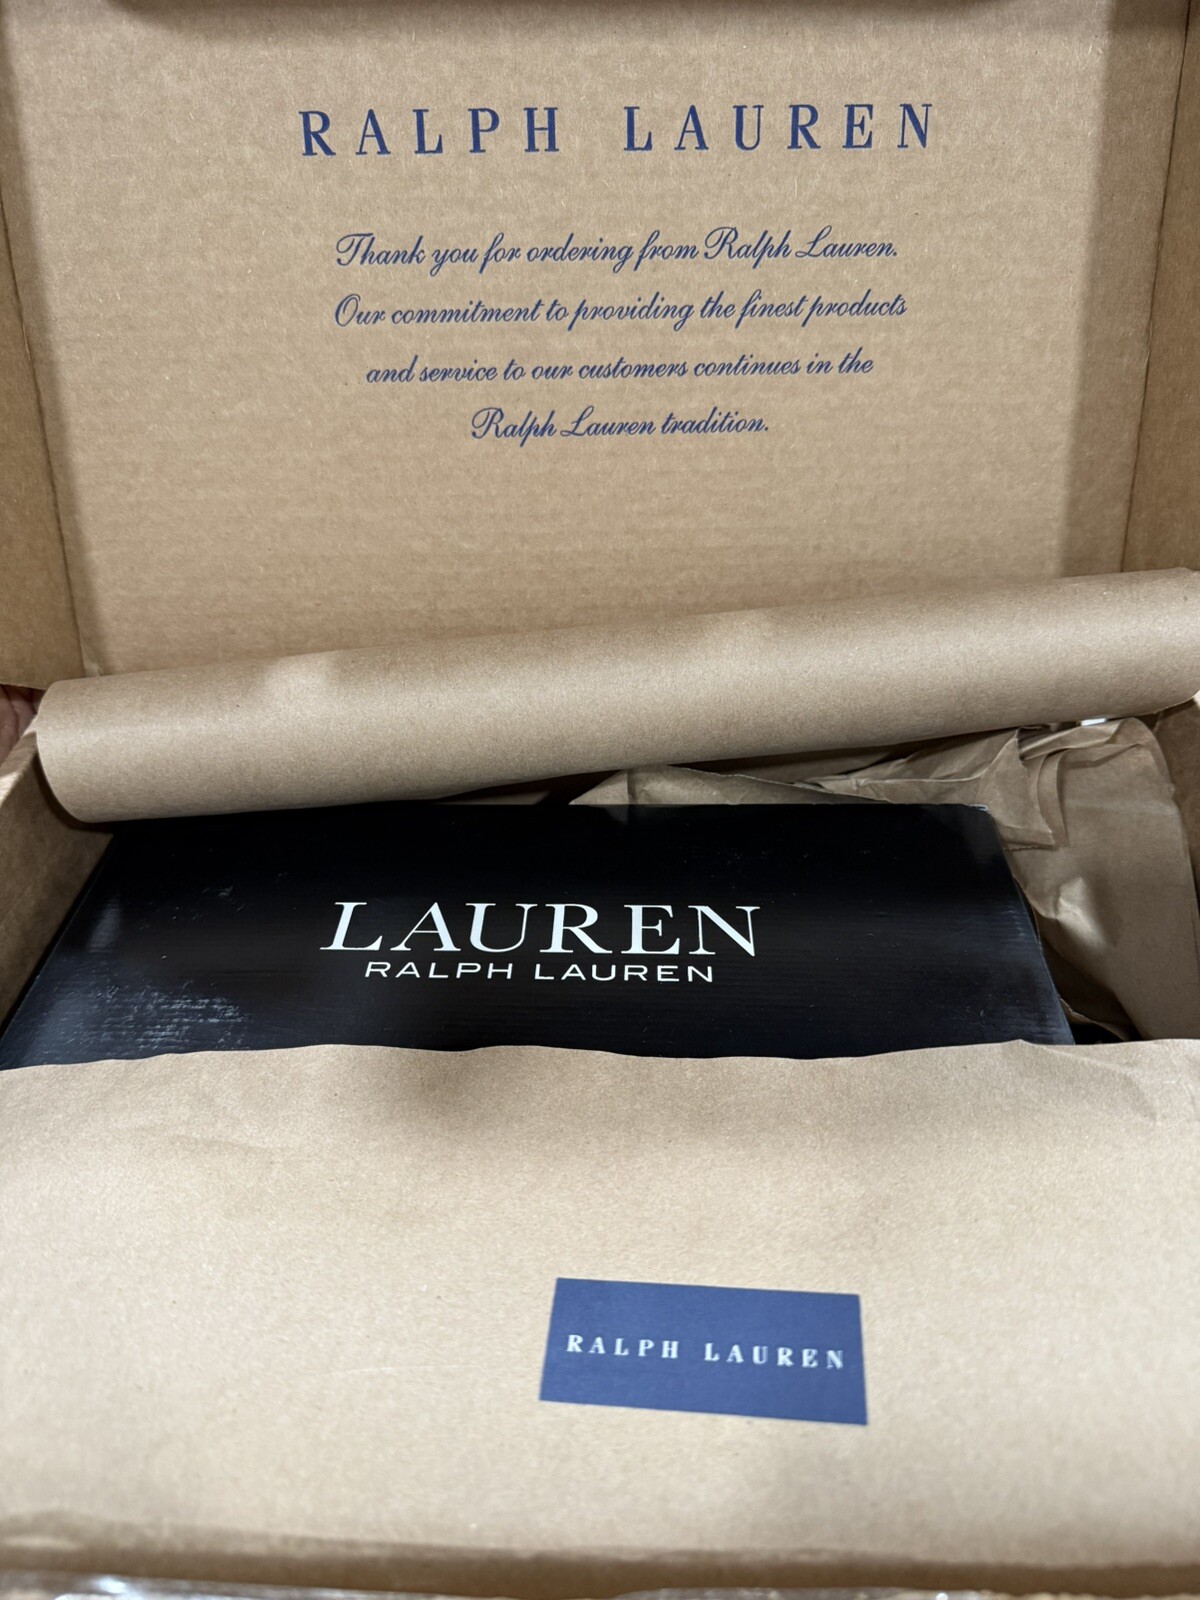 RALPH LAUREN
Thank you for ordering from Ralph Lauren.
Our commitment to providing the finest products
and service to our customers continues in the
Ralph Lauren tradition.
LAUREN
RALPH LAUREN
RALPH LAUREN